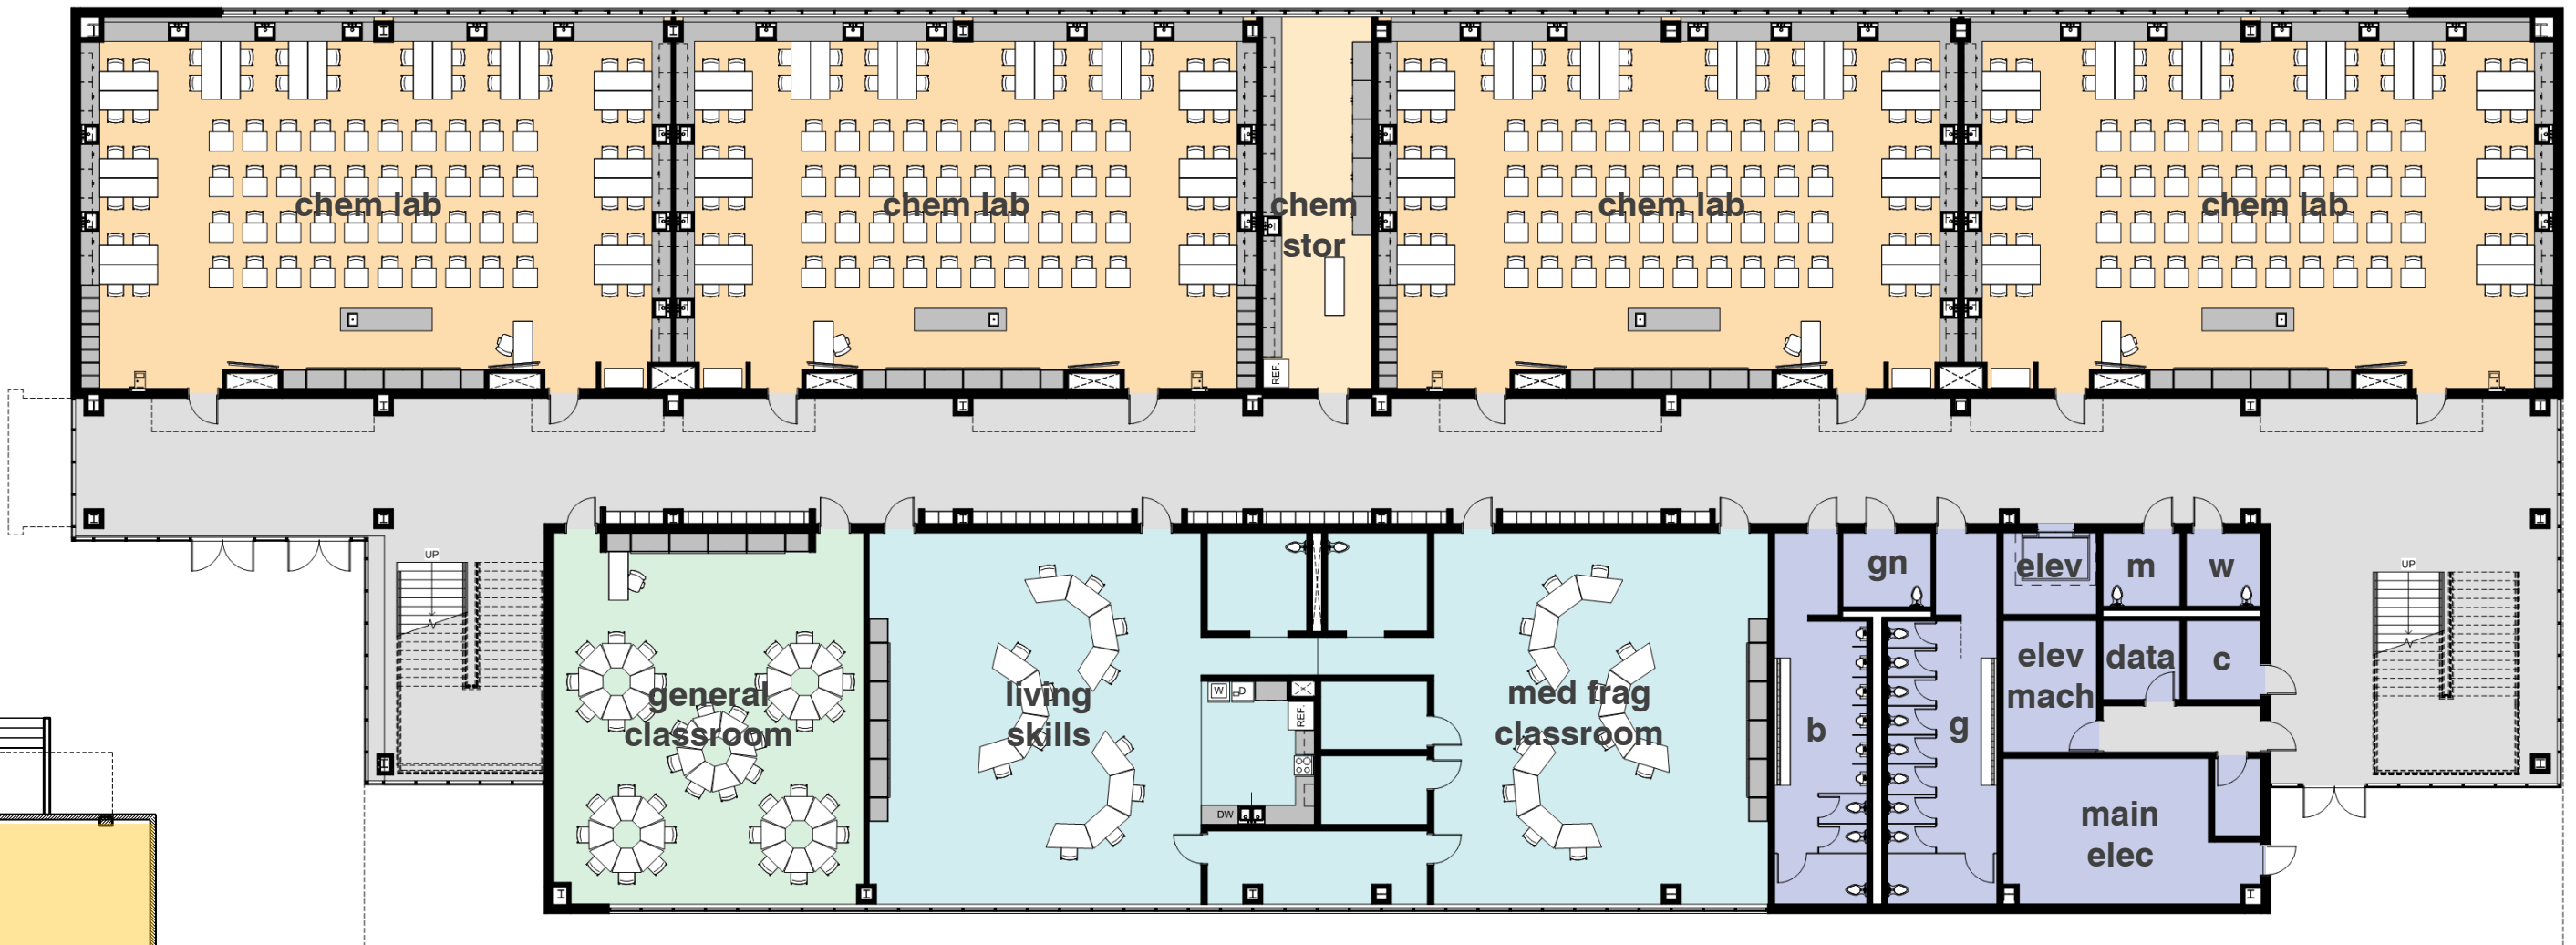 chem lab
chem lab
chem
stor
chem lab
chem lab
REF.
UP
UP
gn
elev
m
w
general
classroom
living
skills
W
D
REF.
DW
med frag
classroom
b
g
elev
mach
data
c
main
elec